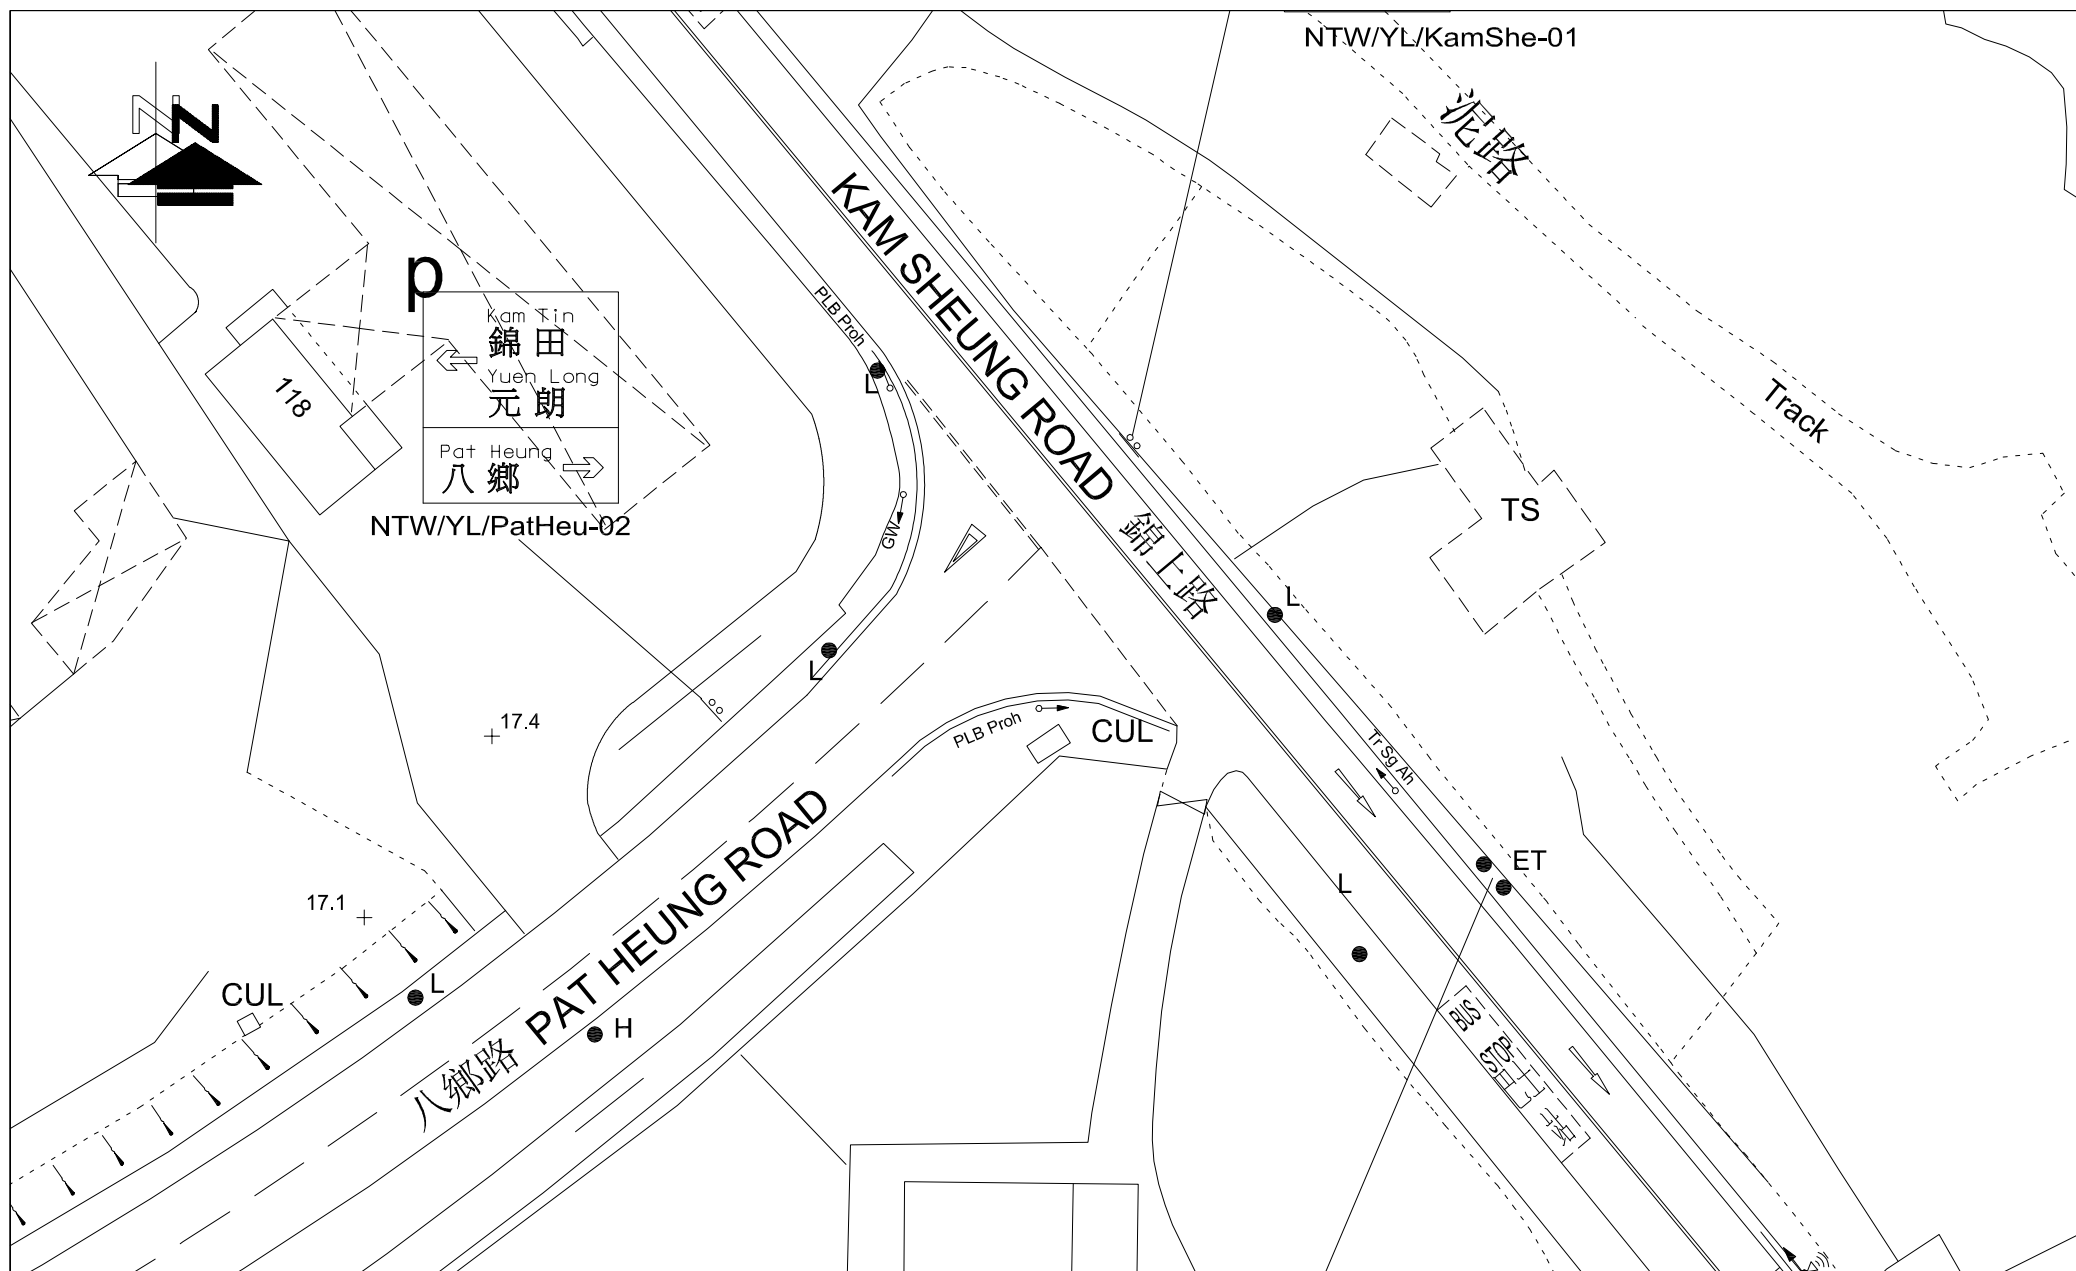 NTW/YL/KamShe-01
N
泥路
KAM SHEUNG ROAD 錦上路
p
Kam Tin
錦田
Yuen Long
元朗
Pat Heung
八鄉
NTW/YL/PatHeu-02
118
PLB Proh
L
GW
L
Track
TS
L
17.4
PLB Proh
CUL
Tr Sg Ah
ET
L
17.1
八鄉路 PAT HEUNG ROAD
CUL
L
H
BUS
STOP